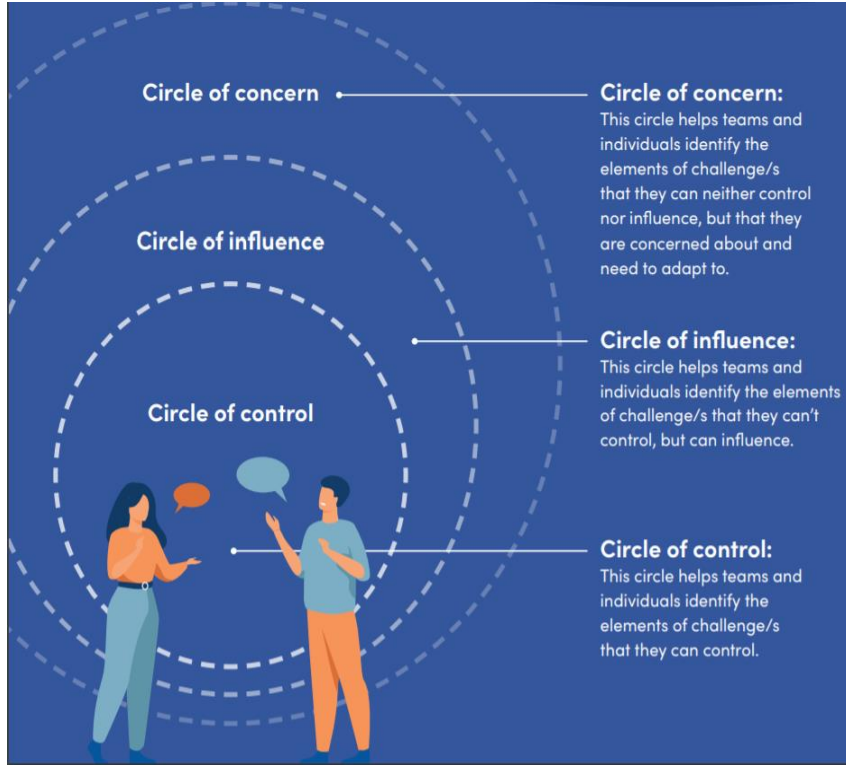 Circle of concern
Circle of concern:
This circle helps teams and
individuals identify the
elements of challenge/s
that they can neither control
nor influence, but that they
are concerned about and
need to adapt to.
Circle of influence
Circle of influence:
This circle helps teams and
individuals identify the elements
of challenge/s that they can’t
control, but can influence.
Circle of control
Circle of control:
This circle helps teams and
individuals identify the
elements of challenge/s
that they can control.